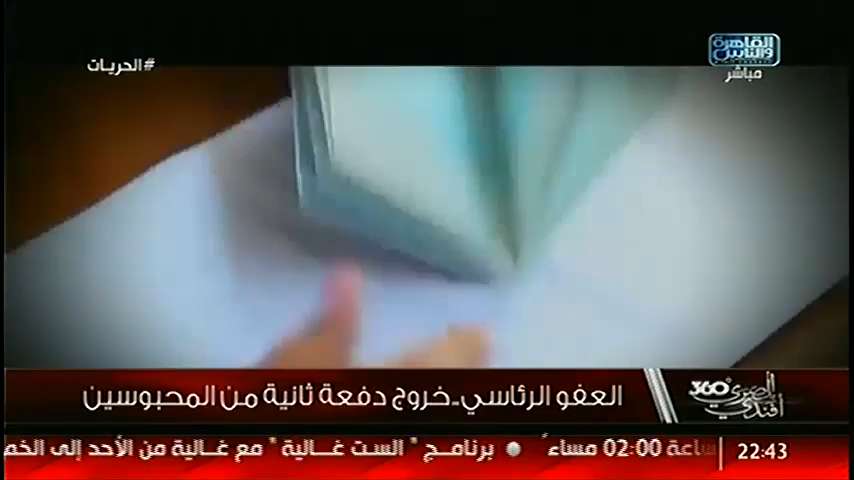 القاهرة
والناس
مباشر
#الحريات
المصري
أفندي 360°
العفو الرئاسي..خروج دفعة ثانية من المحبوسين
22:43
ساعة 02:00 مساءً ● برنامج " الست غالية " مع غالية من الأحد إلى الخم